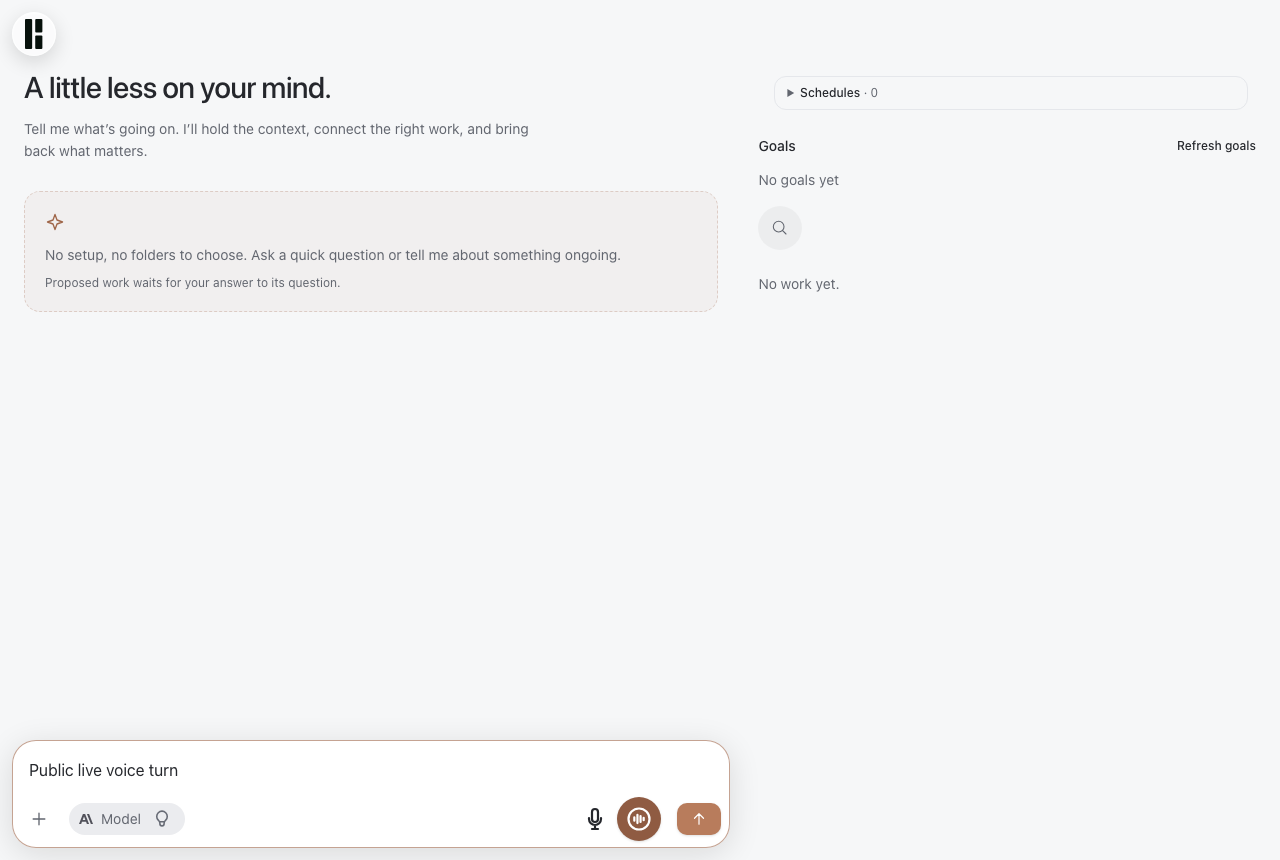 A little less on your mind.
Tell me what’s going on. I’ll hold the context, connect the right work, and bring
back what matters.
No setup, no folders to choose. Ask a quick question or tell me about something ongoing.
Proposed work waits for your answer to its question.
Schedules · 0
Goals
Refresh goals
No goals yet
No work yet.
Public live voice turn
Model